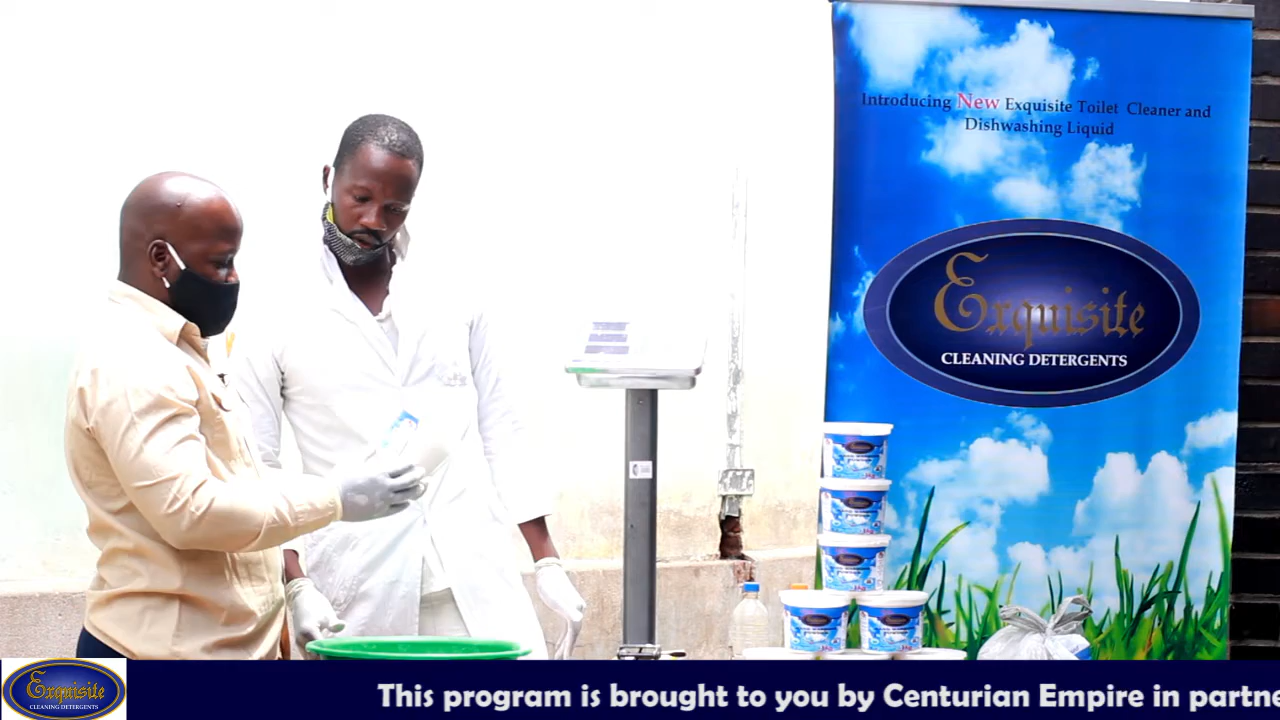 Introducing New Exquisite Toilet Cleaner and
Dishwashing Liquid
Exquisite
CLEANING DETERGENTS
Exquisite
CLEANING DETERGENTS
This program is brought to you by Centurian Empire in partne